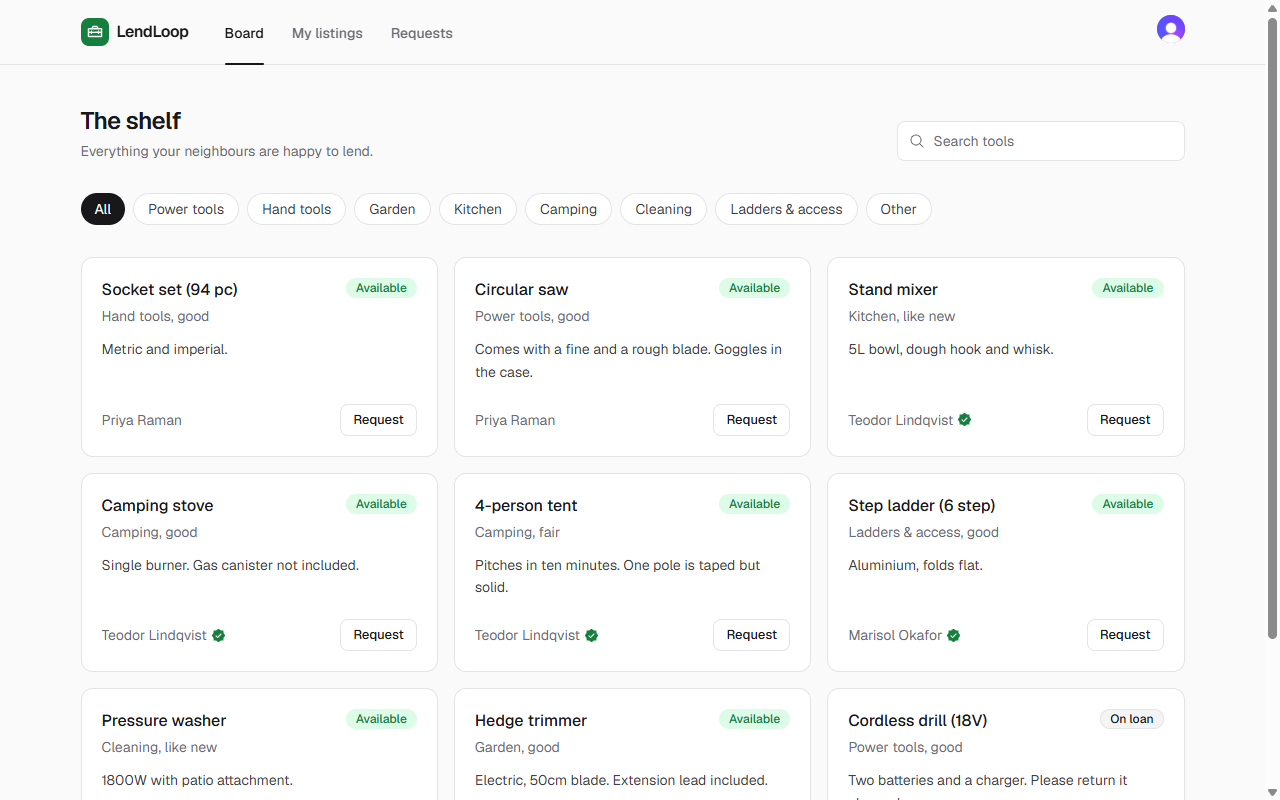 LendLoop
Board
My listings
Requests
The shelf
Everything your neighbours are happy to lend.
Search tools
All
Power tools
Hand tools
Garden
Kitchen
Camping
Cleaning
Ladders & access
Other
Socket set (94 pc)
Available
Hand tools, good
Metric and imperial.
Priya Raman
Request
Circular saw
Available
Power tools, good
Comes with a fine and a rough blade. Goggles in
the case.
Priya Raman
Request
Stand mixer
Available
Kitchen, like new
5L bowl, dough hook and whisk.
Teodor Lindqvist
Request
Camping stove
Available
Camping, good
Single burner. Gas canister not included.
Teodor Lindqvist
Request
4-person tent
Available
Camping, fair
Pitches in ten minutes. One pole is taped but
solid.
Teodor Lindqvist
Request
Step ladder (6 step)
Available
Ladders & access, good
Aluminium, folds flat.
Marisol Okafor
Request
Pressure washer
Available
Cleaning, like new
1800W with patio attachment.
Hedge trimmer
Available
Garden, good
Electric, 50cm blade. Extension lead included.
Cordless drill (18V)
On loan
Power tools, good
Two batteries and a charger. Please return it